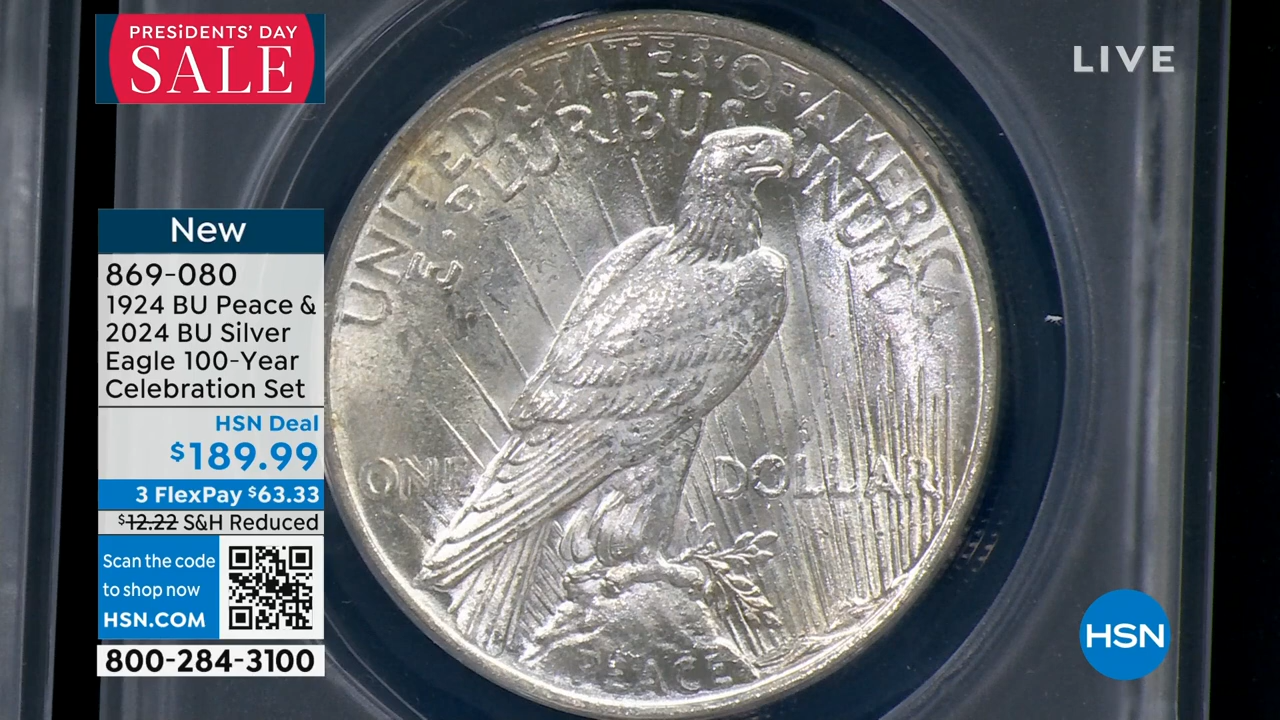 PRESiDENTS' DAY
SALE
LIVE
New
869-080
1924 BU Peace &
2024 BU Silver
Eagle 100-Year
Celebration Set
HSN Deal
$189.99
3 FlexPay $63.33
$12.22 S&H Reduced
Scan the code
to shop now
HSN.COM
800-284-3100
UNITED·STATES·OF·AMERICA
E·PLURIBUS UNUM
ONE DOLLAR
PEACE
HSN